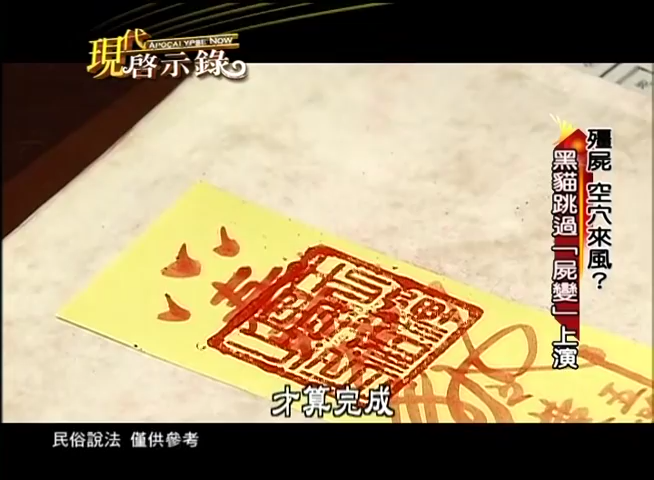 現代啓示錄
APOCALYPSE NOW
殭屍 空穴來風？
黑貓跳過「屍變」上演
才算完成
民俗說法 僅供參考